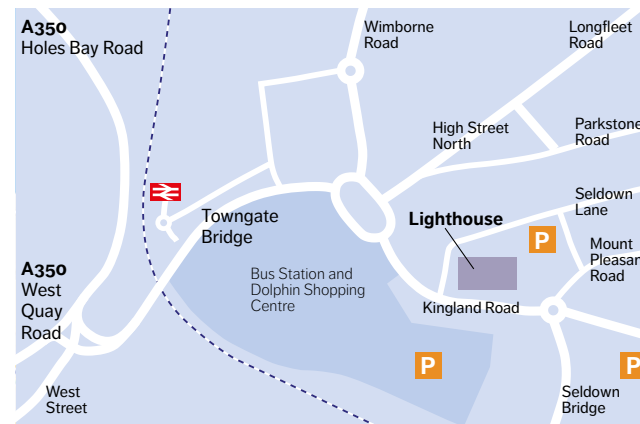 A350
Holes Bay Road
Wimborne
Road
Longfleet
Road
High Street
North
Parkstone
Road
Seldown
Lane
Towngate
Bridge
Lighthouse
P
Mount
Pleasant
Road
A350
West
Quay
Road
Bus Station and
Dolphin Shopping
Centre
Kingland Road
P
P
West
Street
Seldown
Bridge